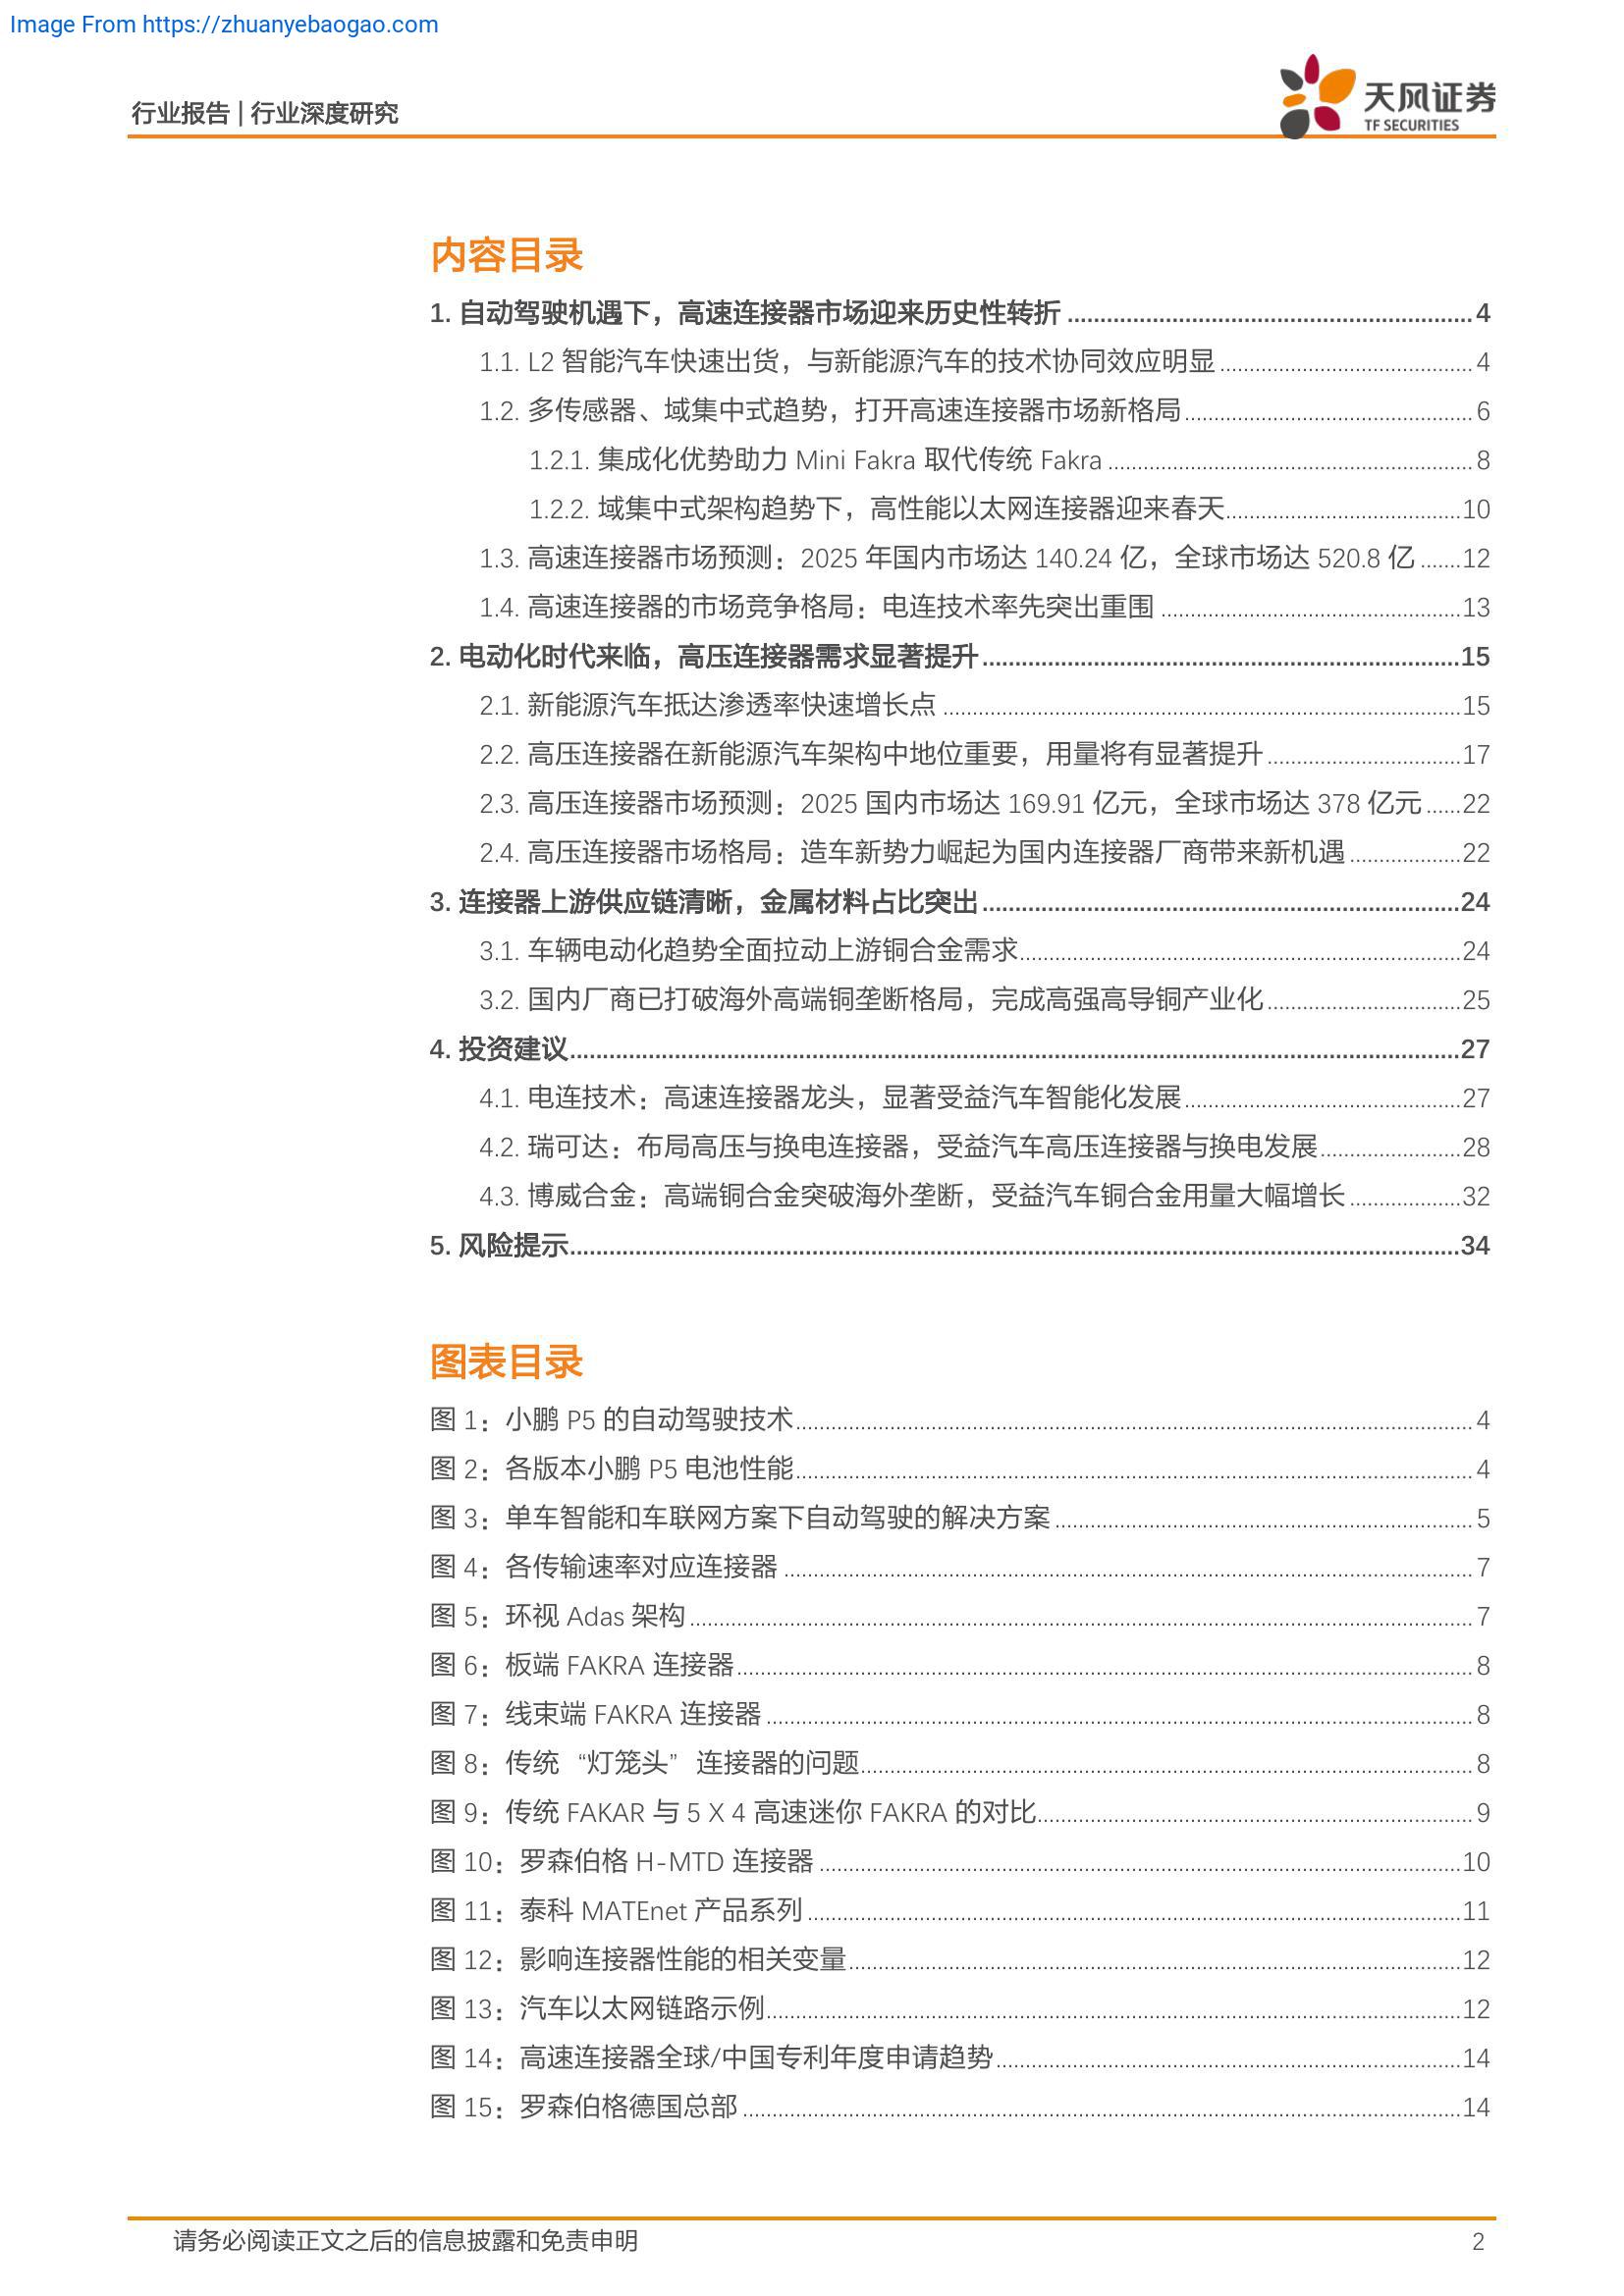 Image From https://zhuanyebaogao.com
行业报告 | 行业深度研究
天风证券
TF SECURITIES
内容目录
1. 自动驾驶机遇下，高速连接器市场迎来历史性转折 4
1.1. L2 智能汽车快速出货，与新能源汽车的技术协同效应明显 4
1.2. 多传感器、域集中式趋势，打开高速连接器市场新格局 6
1.2.1. 集成化优势助力 Mini Fakra 取代传统 Fakra 8
1.2.2. 域集中式架构趋势下，高性能以太网连接器迎来春天 10
1.3. 高速连接器市场预测：2025 年国内市场达 140.24 亿，全球市场达 520.8 亿 12
1.4. 高速连接器的市场竞争格局：电连技术率先突出重围 13
2. 电动化时代来临，高压连接器需求显著提升 15
2.1. 新能源汽车抵达渗透率快速增长点 15
2.2. 高压连接器在新能源汽车架构中地位重要，用量将有显著提升 17
2.3. 高压连接器市场预测：2025 国内市场达 169.91 亿元，全球市场达 378 亿元 22
2.4. 高压连接器市场格局：造车新势力崛起为国内连接器厂商带来新机遇 22
3. 连接器上游供应链清晰，金属材料占比突出 24
3.1. 车辆电动化趋势全面拉动上游铜合金需求 24
3.2. 国内厂商已打破海外高端铜垄断格局，完成高强高导铜产业化 25
4. 投资建议 27
4.1. 电连技术：高速连接器龙头，显著受益汽车智能化发展 27
4.2. 瑞可达：布局高压与换电连接器，受益汽车高压连接器与换电发展 28
4.3. 博威合金：高端铜合金突破海外垄断，受益汽车铜合金用量大幅增长 32
5. 风险提示 34
图表目录
图 1：小鹏 P5 的自动驾驶技术 4
图 2：各版本小鹏 P5 电池性能 4
图 3：单车智能和车联网方案下自动驾驶的解决方案 5
图 4：各传输速率对应连接器 7
图 5：环视 Adas 架构 7
图 6：板端 FAKRA 连接器 8
图 7：线束端 FAKRA 连接器 8
图 8：传统“灯笼头”连接器的问题 8
图 9：传统 FAKAR 与 5 X 4 高速迷你 FAKRA 的对比 9
图 10：罗森伯格 H-MTD 连接器 10
图 11：泰科 MATEnet 产品系列 11
图 12：影响连接器性能的相关变量 12
图 13：汽车以太网链路示例 12
图 14：高速连接器全球/中国专利年度申请趋势 14
图 15：罗森伯格德国总部 14
请务必阅读正文之后的信息披露和免责申明 2